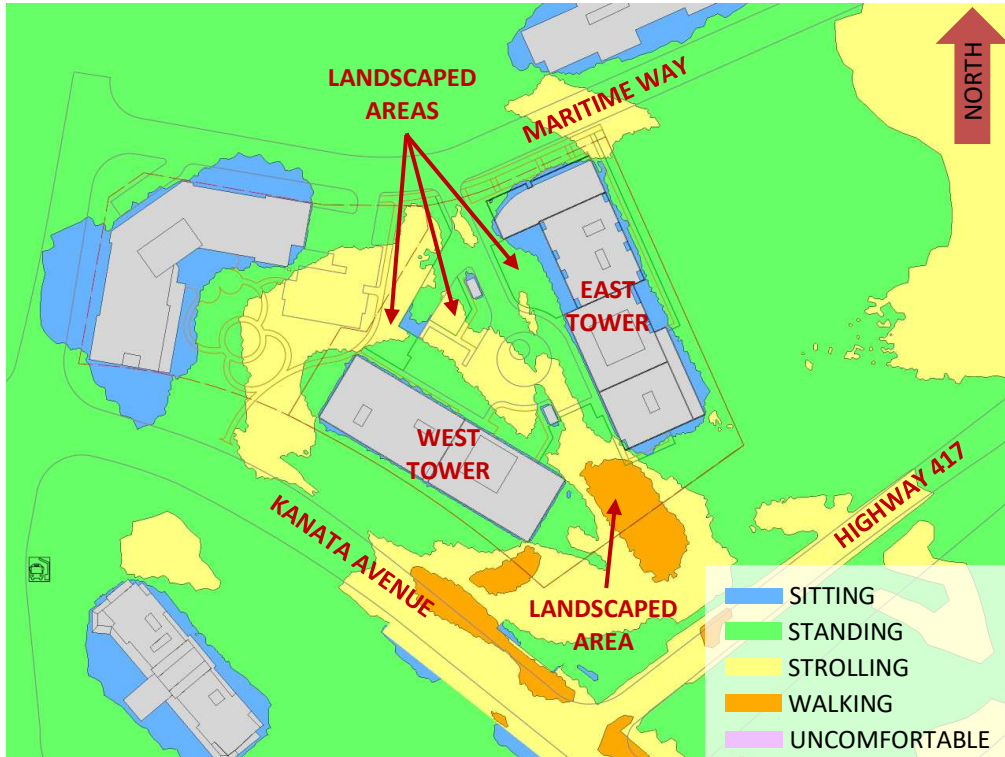 LANDSCAPED
AREAS
MARITIME WAY
NORTH
EAST
TOWER
WEST
TOWER
KANATA AVENUE
HIGHWAY 417
LANDSCAPED
AREA
SITTING
STANDING
STROLLING
WALKING
UNCOMFORTABLE